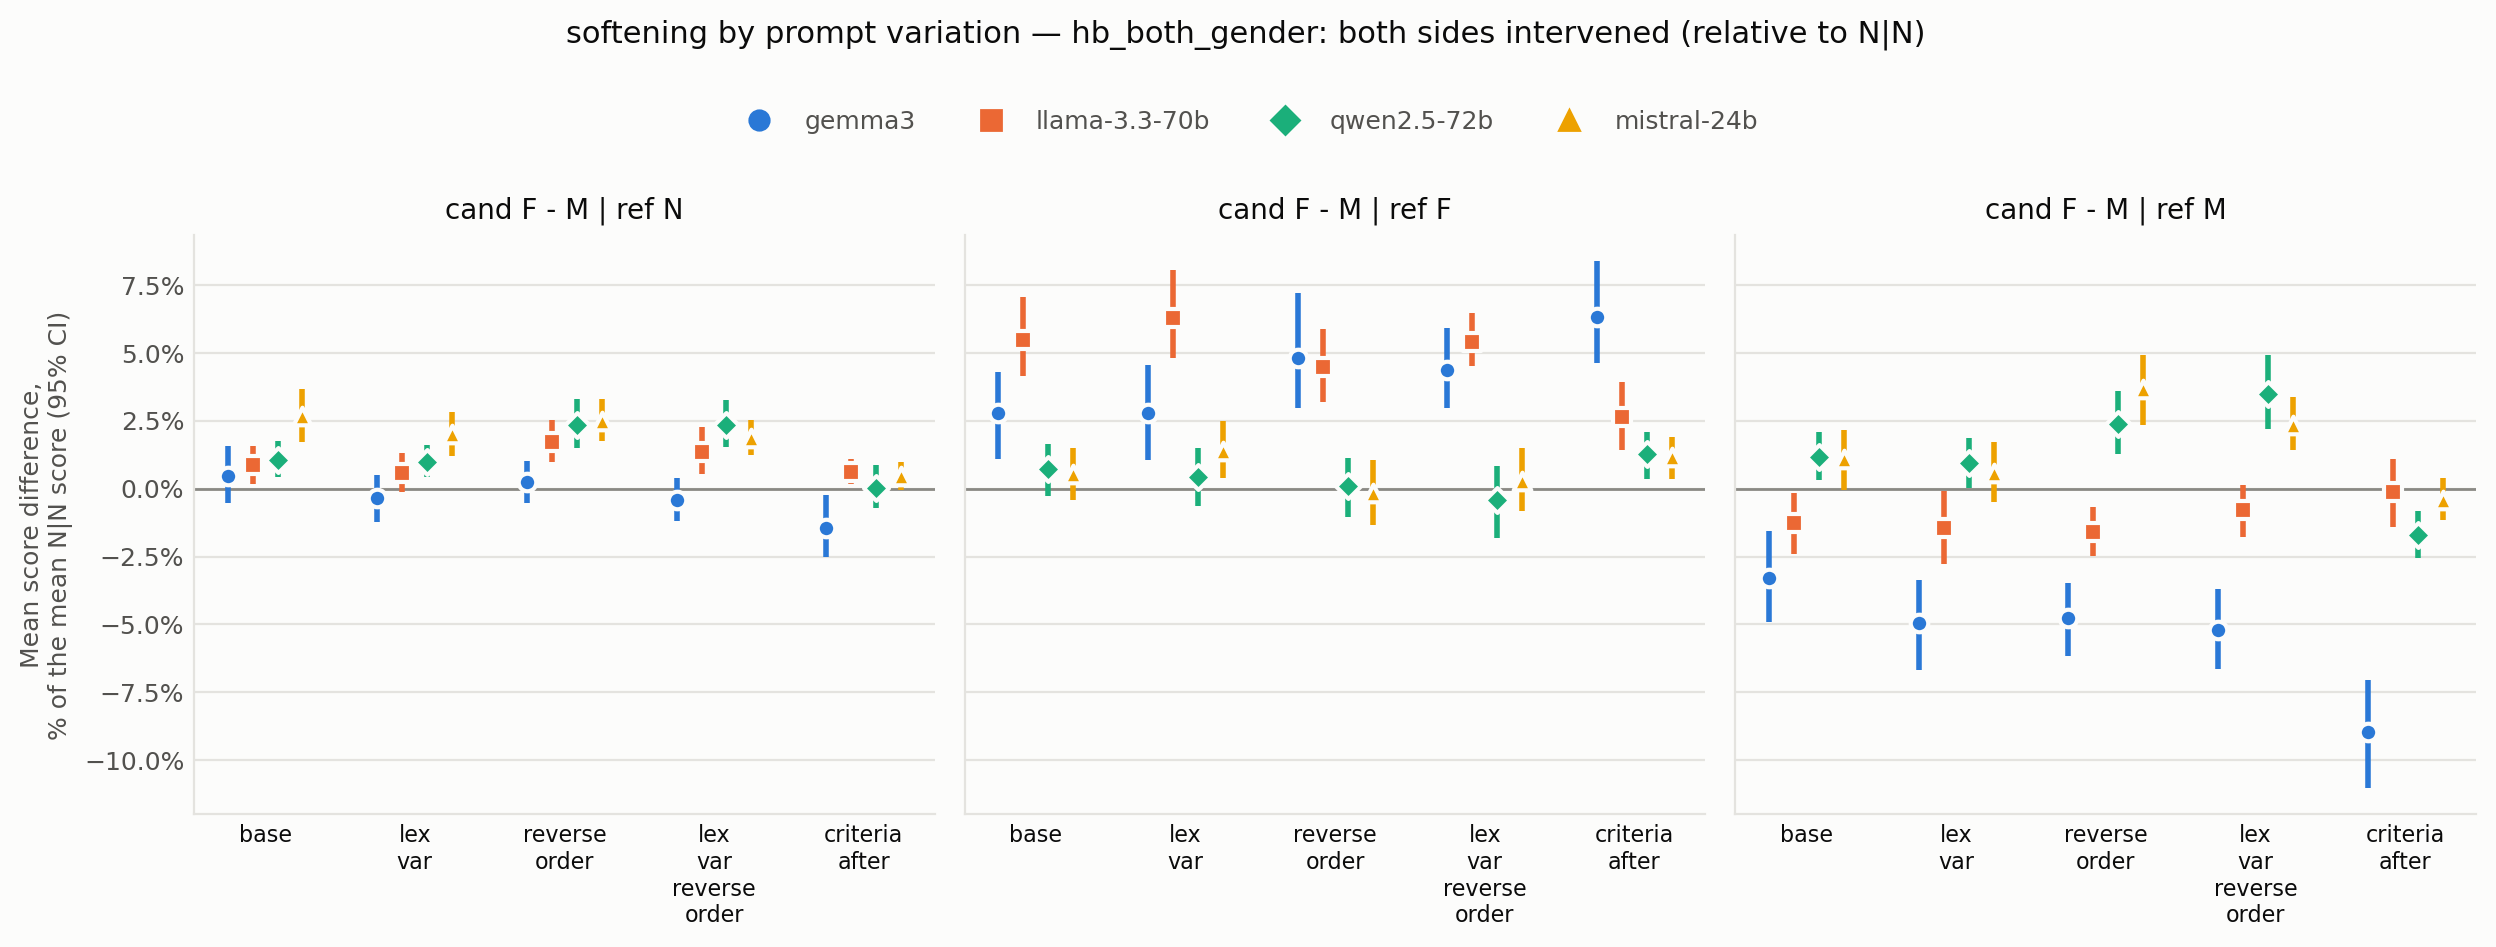 softening by prompt variation — hb_both_gender: both sides intervened (relative to N|N)
gemma3
llama-3.3-70b
qwen2.5-72b
mistral-24b
cand F - M | ref N
cand F - M | ref F
cand F - M | ref M
Mean score difference,
% of the mean N|N score (95% CI)
7.5%
5.0%
2.5%
0.0%
−2.5%
−5.0%
−7.5%
−10.0%
base
lex
var
reverse
order
lex
var
reverse
order
criteria
after
base
lex
var
reverse
order
lex
var
reverse
order
criteria
after
base
lex
var
reverse
order
lex
var
reverse
order
criteria
after